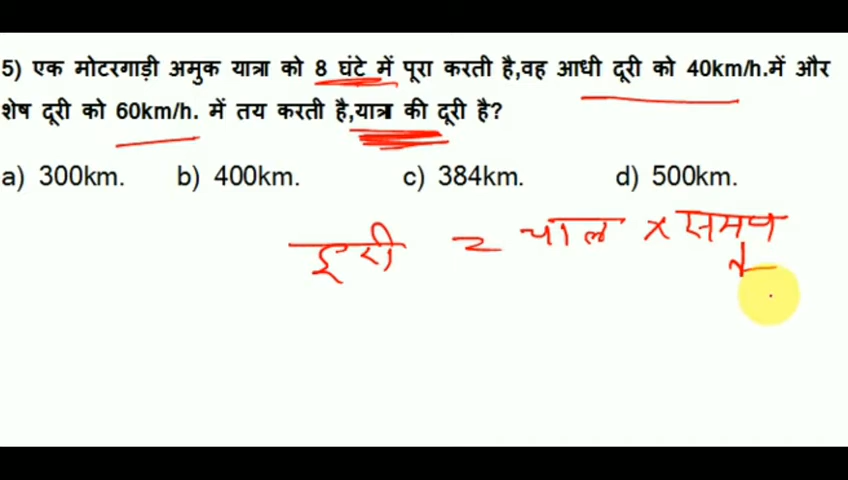 5) एक मोटरगाड़ी अमुक यात्रा को 8 घंटे में पूरा करती है,वह आधी दूरी को 40km/h.में और
शेष दूरी को 60km/h. में तय करती है,यात्रा की दूरी है?
a) 300km. b) 400km. c) 384km. d) 500km.
दूरी = चाल × समय